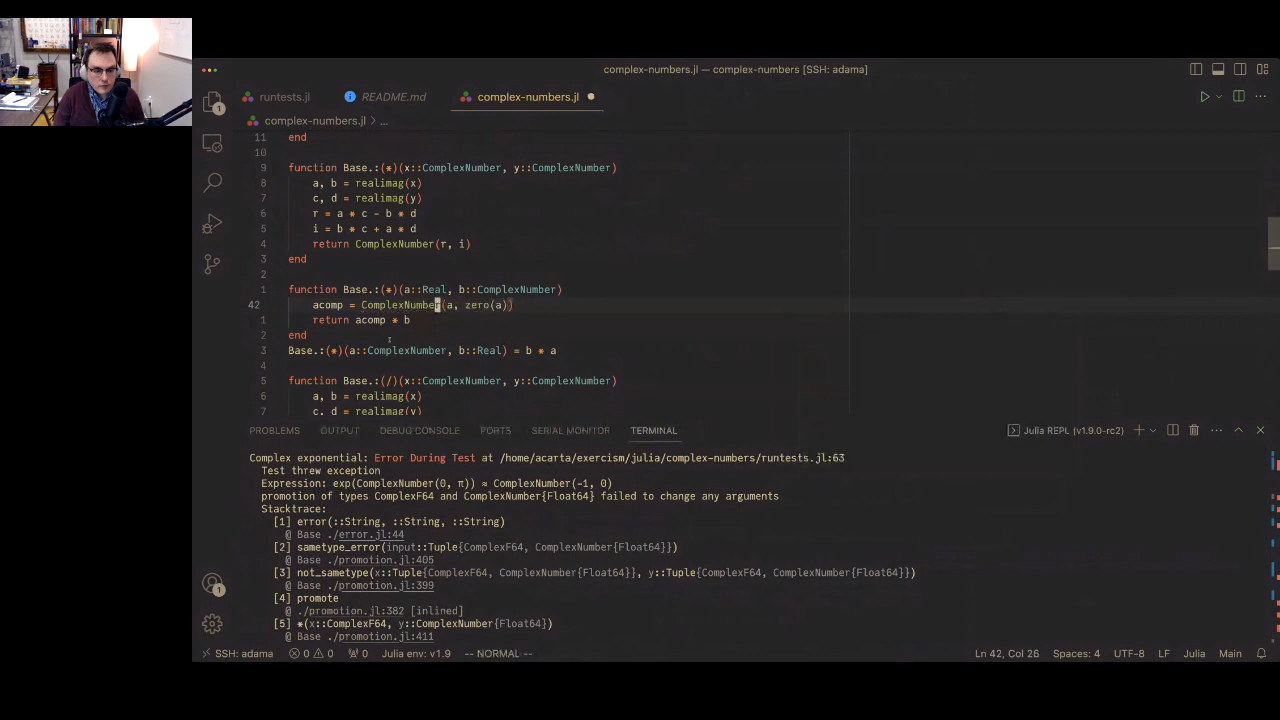 complex-numbers.jl — complex-numbers [SSH: adama]
runtests.jl README.md complex-numbers.jl
complex-numbers.jl > ...
11 end
10
9 function Base.:(*)(x::ComplexNumber, y::ComplexNumber)
8 a, b = realimag(x)
7 c, d = realimag(y)
6 r = a * c - b * d
5 i = b * c + a * d
4 return ComplexNumber(r, i)
3 end
2
1 function Base.:(*)(a::Real, b::ComplexNumber)
42 acomp = ComplexNumber(a, zero(a))
1 return acomp * b
2 end
3 Base.:(*)(a::ComplexNumber, b::Real) = b * a
4
5 function Base.:(/)(x::ComplexNumber, y::ComplexNumber)
6 a, b = realimag(x)
7 c, d = realimag(y)
PROBLEMS OUTPUT DEBUG CONSOLE PORTS SERIAL MONITOR TERMINAL Julia REPL (v1.9.0-rc2)
Complex exponential: Error During Test at /home/acarta/exercism/julia/complex-numbers/runtests.jl:63
Test threw exception
Expression: exp(ComplexNumber(0, π)) ≈ ComplexNumber(-1, 0)
promotion of types ComplexF64 and ComplexNumber{Float64} failed to change any arguments
Stacktrace:
[1] error(::String, ::String, ::String)
@ Base ./error.jl:44
[2] sametype_error(input::Tuple{ComplexF64, ComplexNumber{Float64}})
@ Base ./promotion.jl:405
[3] not_sametype(x::Tuple{ComplexF64, ComplexNumber{Float64}}, y::Tuple{ComplexF64, ComplexNumber{Float64}})
@ Base ./promotion.jl:399
[4] promote
@ ./promotion.jl:382 [inlined]
[5] *(x::ComplexF64, y::ComplexNumber{Float64})
@ Base ./promotion.jl:411
SSH: adama 0 0 0 Julia env: v1.9 -- NORMAL -- Ln 42, Col 26 Spaces: 4 UTF-8 LF Julia Main